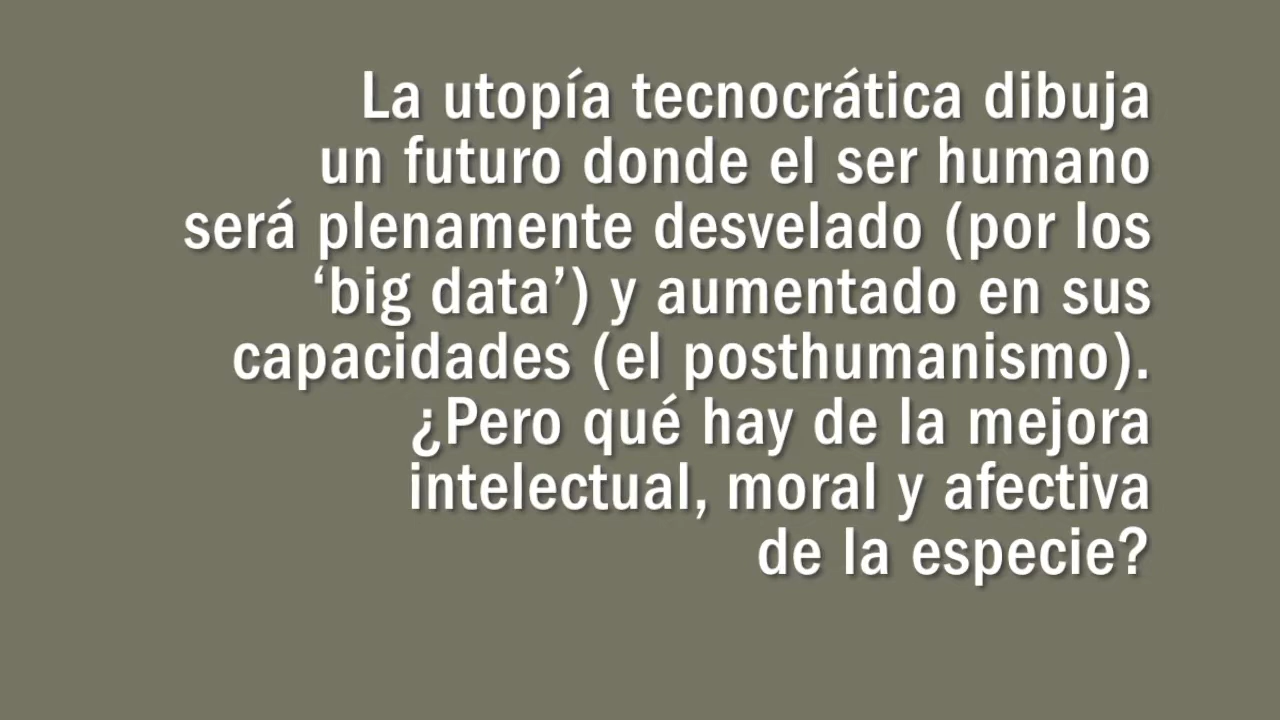 La utopía tecnocrática dibuja
un futuro donde el ser humano
será plenamente desvelado (por los
‘big data’) y aumentado en sus
capacidades (el posthumanismo).
¿Pero qué hay de la mejora
intelectual, moral y afectiva
de la especie?